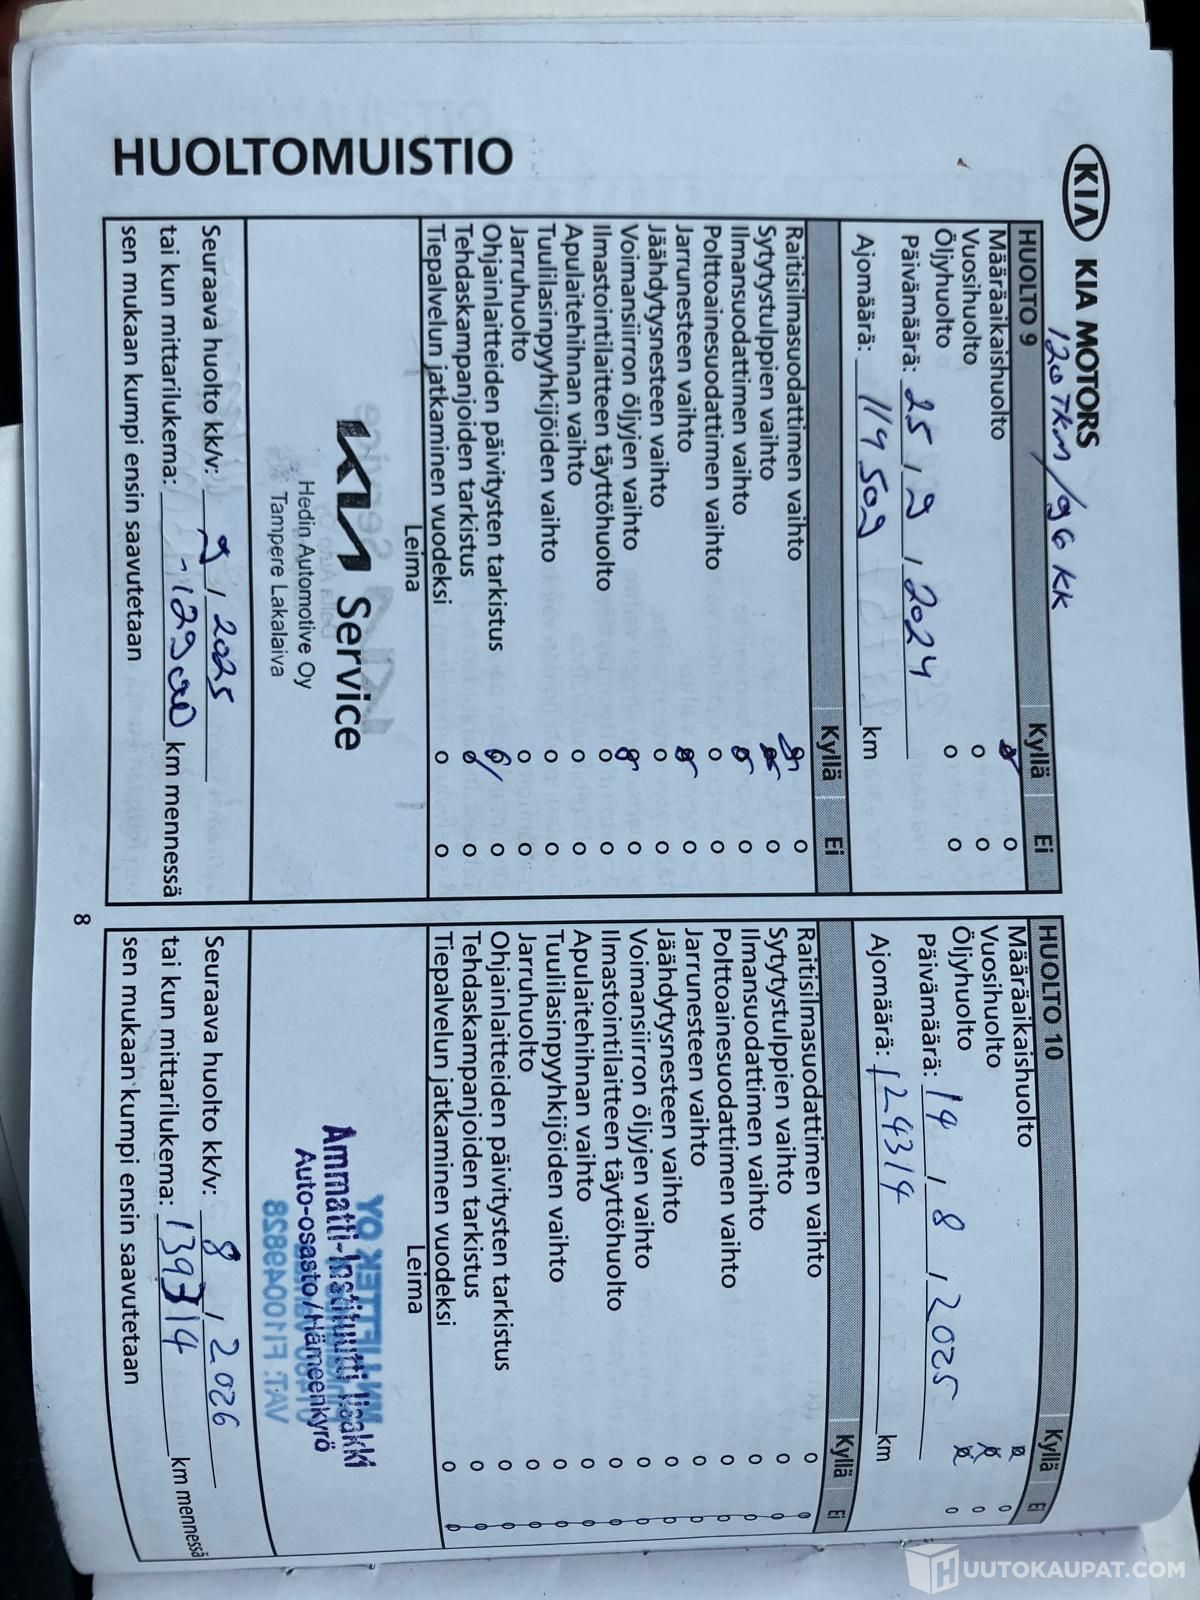 HUOLTOMUISTIO
KIA KIA MOTORS
120 TKM / 96 KK
HUOLTO 9 Kyllä Ei
Määräaikaishuolto o
Vuosihuolto o o
Öljyhuolto o o
Päivämäärä: 25 / 9 / 2024
Ajomäärä: 114 509 km
Kyllä Ei
Raitisilmasuodattimen vaihto o
Sytytystulppien vaihto o
Ilmansuodattimen vaihto o
Polttoainesuodattimen vaihto o o
Jarrunesteen vaihto o
Jäähdytysnesteen vaihto o o
Voimansiirron öljyjen vaihto o
Ilmastointilaitteen täyttöhuolto o o
Apulaitehihnan vaihto o o
Tuulilasinpyyhkijöiden vaihto o o
Jarruhuolto o o
Ohjainlaitteiden päivitysten tarkistus o
Tehdaskampanjoiden tarkistus o
Tiepalvelun jatkaminen vuodeksi o o
Leima
KIA Service
Hedin Automotive Oy
Tampere Lakalaiva
Seuraava huolto kk/v: 9 / 2025
tai kun mittarilukema: -129000 km mennessä
sen mukaan kumpi ensin saavutetaan
HUOLTO 10 Kyllä Ei
Määräaikaishuolto o
Vuosihuolto o
Öljyhuolto o
Päivämäärä: 14 / 8 / 2025
Ajomäärä: 124314 km
Kyllä Ei
Raitisilmasuodattimen vaihto o o
Sytytystulppien vaihto o o
Ilmansuodattimen vaihto o o
Polttoainesuodattimen vaihto o o
Jarrunesteen vaihto o o
Jäähdytysnesteen vaihto o o
Voimansiirron öljyjen vaihto o o
Ilmastointilaitteen täyttöhuolto o o
Apulaitehihnan vaihto o o
Tuulilasinpyyhkijöiden vaihto o o
Jarruhuolto o o
Ohjainlaitteiden päivitysten tarkistus o o
Tehdaskampanjoiden tarkistus o o
Tiepalvelun jatkaminen vuodeksi o o
Leima
Ammatti-Instituutti Iisakki
Auto-osasto/Hämeenkyrö
VAT: FI10049828
Seuraava huolto kk/v: 8 / 2026
tai kun mittarilukema: 139314 km mennessä
sen mukaan kumpi ensin saavutetaan
8
HUUTOKAUPAT.COM